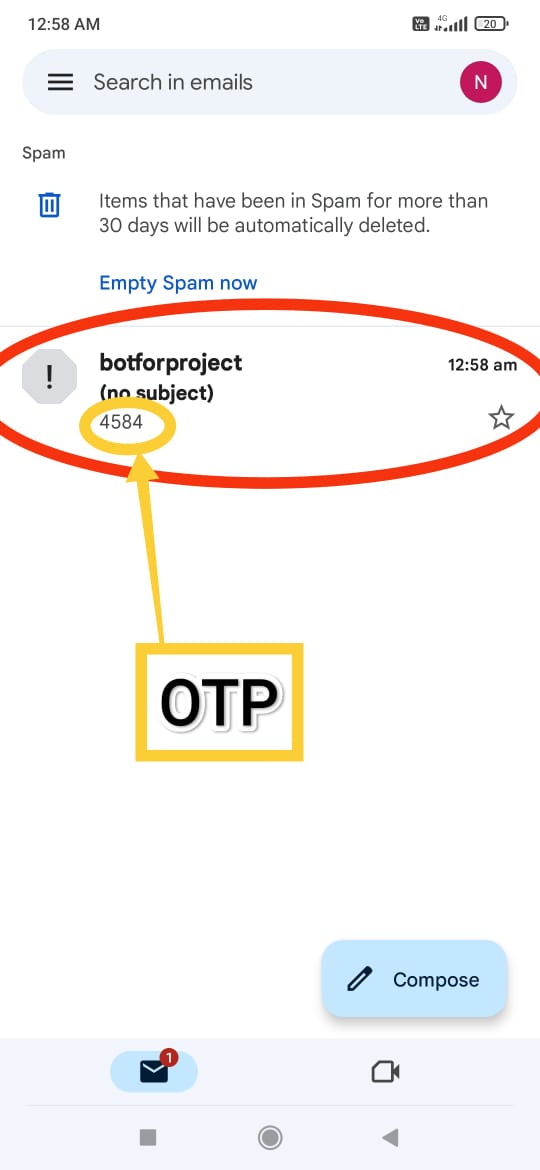 12:58 AM
Vo LTE 4G 20
Search in emails
N
Spam
Items that have been in Spam for more than
30 days will be automatically deleted.
Empty Spam now
!
botforproject
12:58 am
(no subject)
4584
OTP
Compose
1